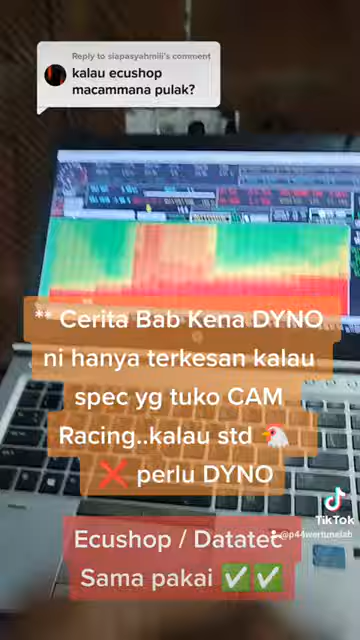 Reply to siapasyahmiii's comment
kalau ecushop
macammana pulak?
** Cerita Bab Kena DYNO
ni hanya terkesan kalau
spec yg tuko CAM
Racing..kalau std 🐔
❌ perlu DYNO
TikTok
@p44wertunelab
Ecushop / Datatec
Sama pakai ✅✅